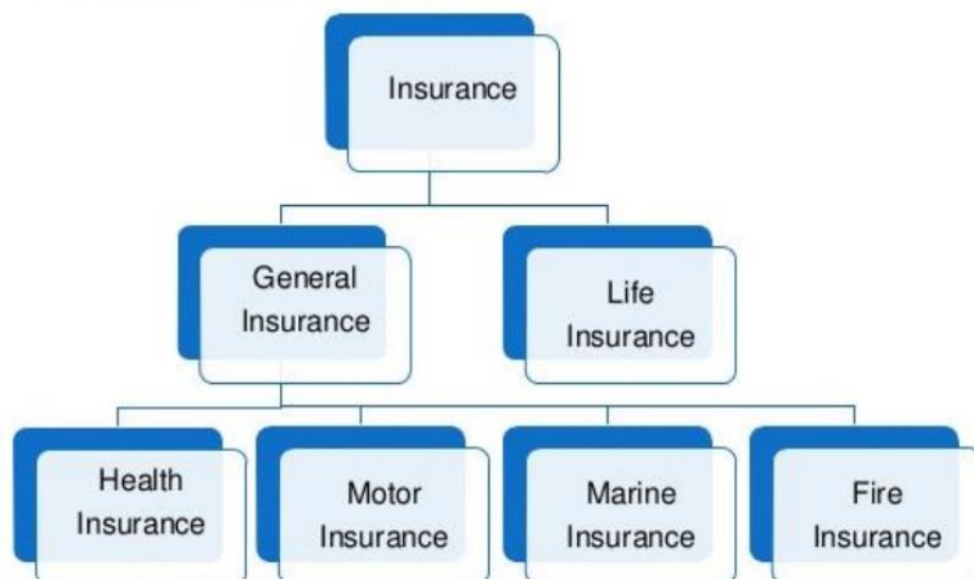 Insurance
General
Insurance
Life
Insurance
Health
Insurance
Motor
Insurance
Marine
Insurance
Fire
Insurance